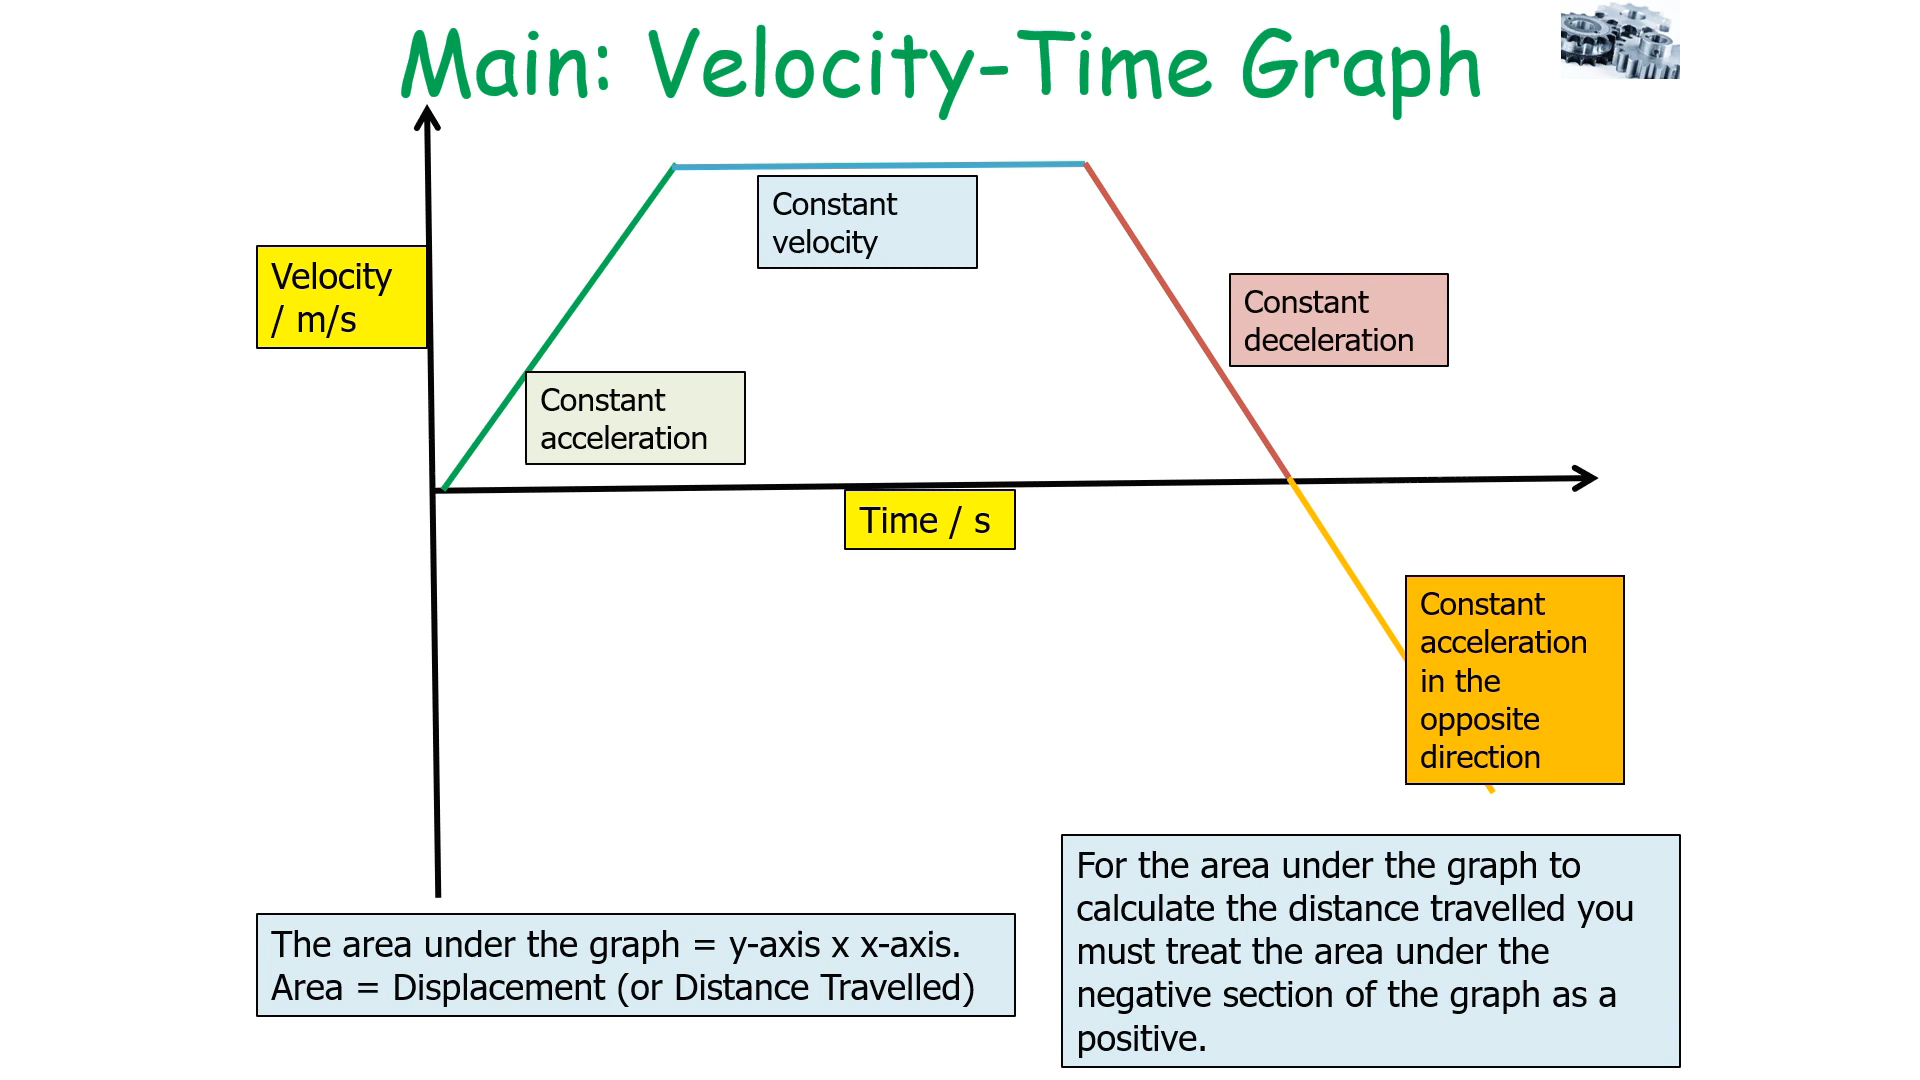 Main: Velocity-Time Graph
Constant
velocity
Velocity
/ m/s
Constant
deceleration
Constant
acceleration
Time / s
Constant
acceleration
in the
opposite
direction
The area under the graph = y-axis x x-axis.
Area = Displacement (or Distance Travelled)
For the area under the graph to
calculate the distance travelled you
must treat the area under the
negative section of the graph as a
positive.